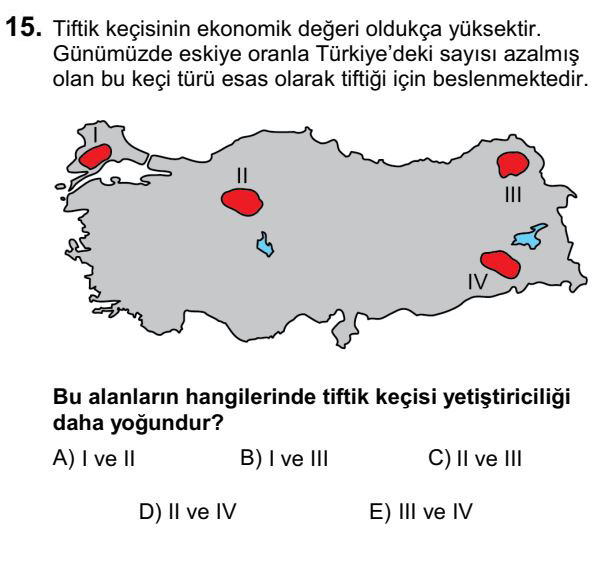 15. Tiftik keçisinin ekonomik değeri oldukça yüksektir.
Günümüzde eskiye oranla Türkiye'deki sayısı azalmış
olan bu keçi türü esas olarak tiftiği için beslenmektedir.
I
II
III
IV
Bu alanların hangilerinde tiftik keçisi yetiştiriciliği
daha yoğundur?
A) I ve II B) I ve III C) II ve III
D) II ve IV E) III ve IV